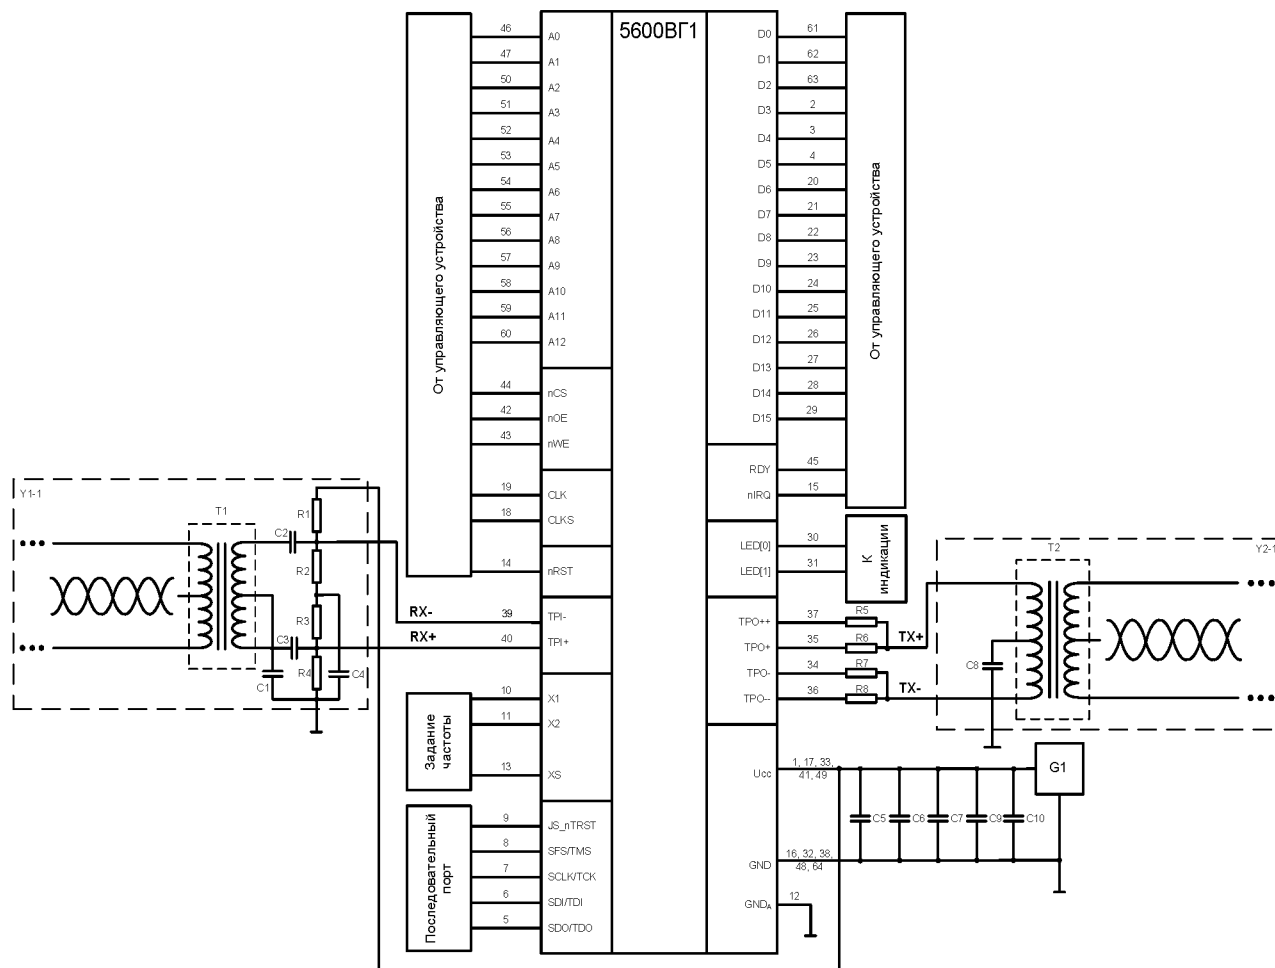 5600ВГ1
От управляющего устройства
46 A0
47 A1
50 A2
51 A3
52 A4
53 A5
54 A6
55 A7
56 A8
57 A9
58 A10
59 A11
60 A12
44 nCS
42 nOE
43 nWE
19 CLK
18 CLKS
14 nRST
RX- 39 TPI-
RX+ 40 TPI+
Задание частоты
10 X1
11 X2
13 XS
Последовательный порт
9 JS_nTRST
8 SFS/TMS
7 SCLK/TCK
6 SDI/TDI
5 SDO/TDO
D0 61
D1 62
D2 63
D3 2
D4 3
D5 4
D6 20
D7 21
D8 22
D9 23
D10 24
D11 25
D12 26
D13 27
D14 28
D15 29
RDY 45
nIRQ 15
От управляющего устройства
LED[0] 30
LED[1] 31
К индикации
TPO++ 37 R5
TPO+ 35 R6 TX+
TPO- 34 R7
TPO-- 36 R8 TX-
Ucc 1, 17, 33,
41, 49
GND 16, 32, 38,
48, 64
GNDA 12
Y1-1
T1
C2
R1
R2
R3
C3
R4
C1
C4
Y2-1
T2
C8
G1
C5 C6 C7 C9 C10